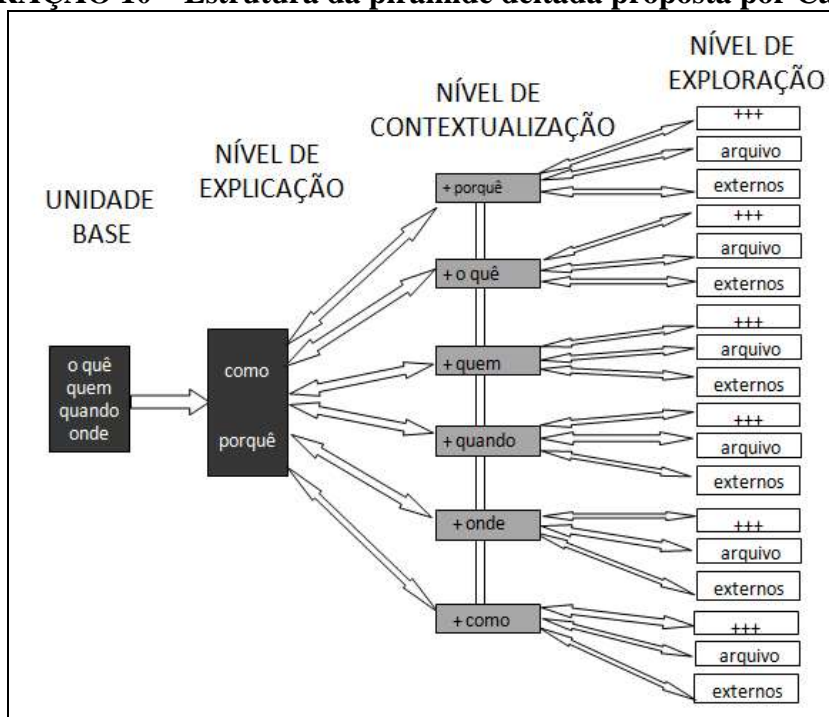 Estrutura da pirâmide deitada proposta por
NÍVEL DE
EXPLORAÇÃO
NÍVEL DE
CONTEXTUALIZAÇÃO
NÍVEL DE
EXPLICAÇÃO
UNIDADE
BASE
o quê
quem
quando
onde
como
porquê
+ porquê
+ o quê
+ quem
+ quando
+ onde
+ como
+++
arquivo
externos
+++
arquivo
externos
+++
arquivo
externos
+++
arquivo
externos
+++
arquivo
externos
+++
arquivo
externos